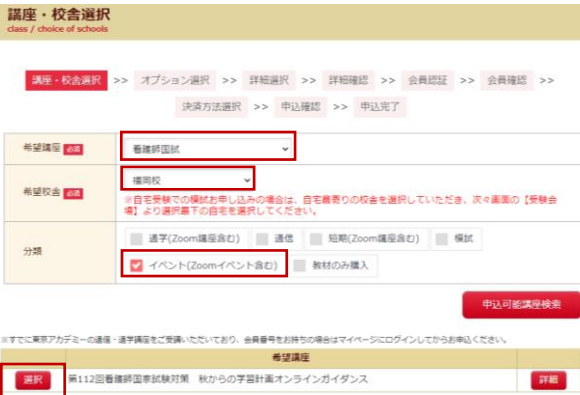 講座・校舎選択
class / choice of schools
講座・校舎選択 >> オプション選択 >> 詳細選択 >> 詳細確認 >> 会員認証 >> 会員確認 >>
決済方法選択 >> 申込確認 >> 申込完了
希望講座 必須 看護師国試
希望校舎 必須 福岡校
※自宅受験での模試お申し込みの場合は、自宅最寄りの校舎を選択していただき、次々画面の【受験会
場】より選択最下の自宅を選択してください。
分類 通学(Zoom講座含む) 通信 短期(Zoom講座含む) 模試
イベント(Zoomイベント含む) 教材のみ購入
申込可能講座検索
※すでに東京アカデミーの通信・通学講座をご受講いただいており、会員番号をお持ちの場合はマイページにログインしてからお申込ください。
希望講座
選択 第112回看護師国家試験対策 秋からの学習計画オンラインガイダンス 詳細